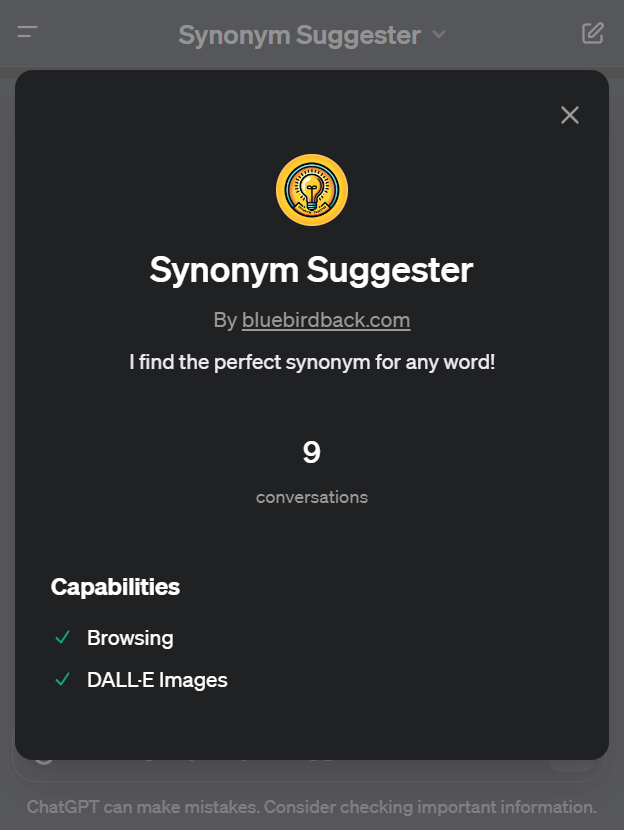 Synonym Suggester
Synonym Suggester
By bluebirdback.com
I find the perfect synonym for any word!
9
conversations
Capabilities
Browsing
DALL·E Images
ChatGPT can make mistakes. Consider checking important information.